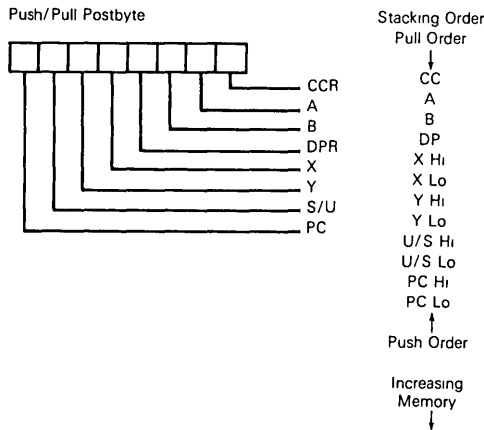 Push/Pull Postbyte
CCR
A
B
DPR
X
Y
S/U
PC
Stacking Order
Pull Order
CC
A
B
DP
X Hi
X Lo
Y Hi
Y Lo
U/S Hi
U/S Lo
PC Hi
PC Lo
Push Order
Increasing
Memory